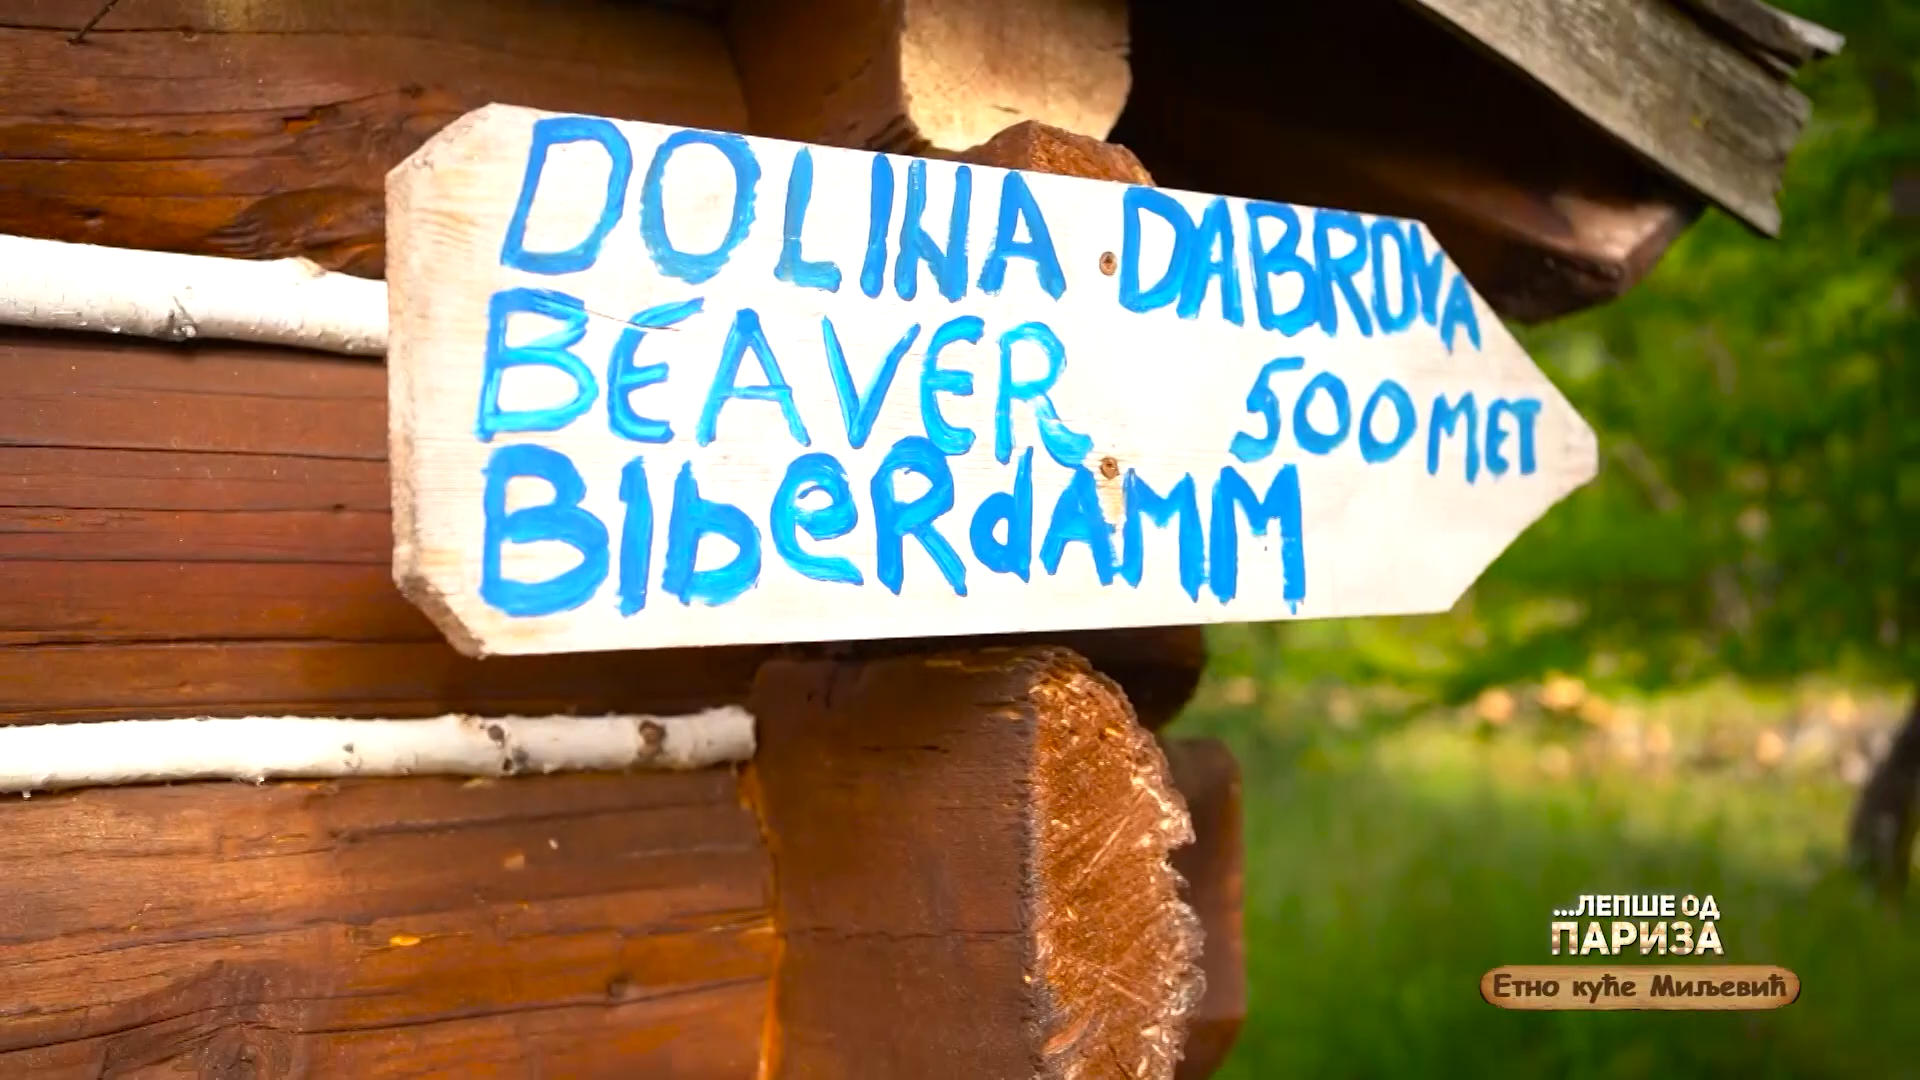 DOLINA DABROVA
BEAVER 500 MET
BIbeRdAMM
...ЛЕПШЕ ОД
ПАРИЗА
Етно куће Миљевић